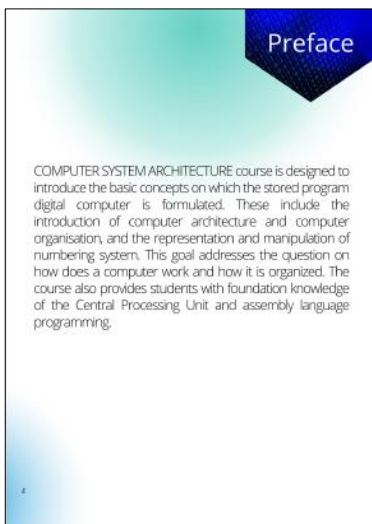 Preface
COMPUTER SYSTEM ARCHITECTURE course is designed to
introduce the basic concepts on which the stored program
digital computer is formulated. These include the
introduction of computer architecture and computer
organisation, and the representation and manipulation of
numbering system. This goal addresses the question on
how does a computer work and how it is organized. The
course also provides students with foundation knowledge
of the Central Processing Unit and assembly language
programming.